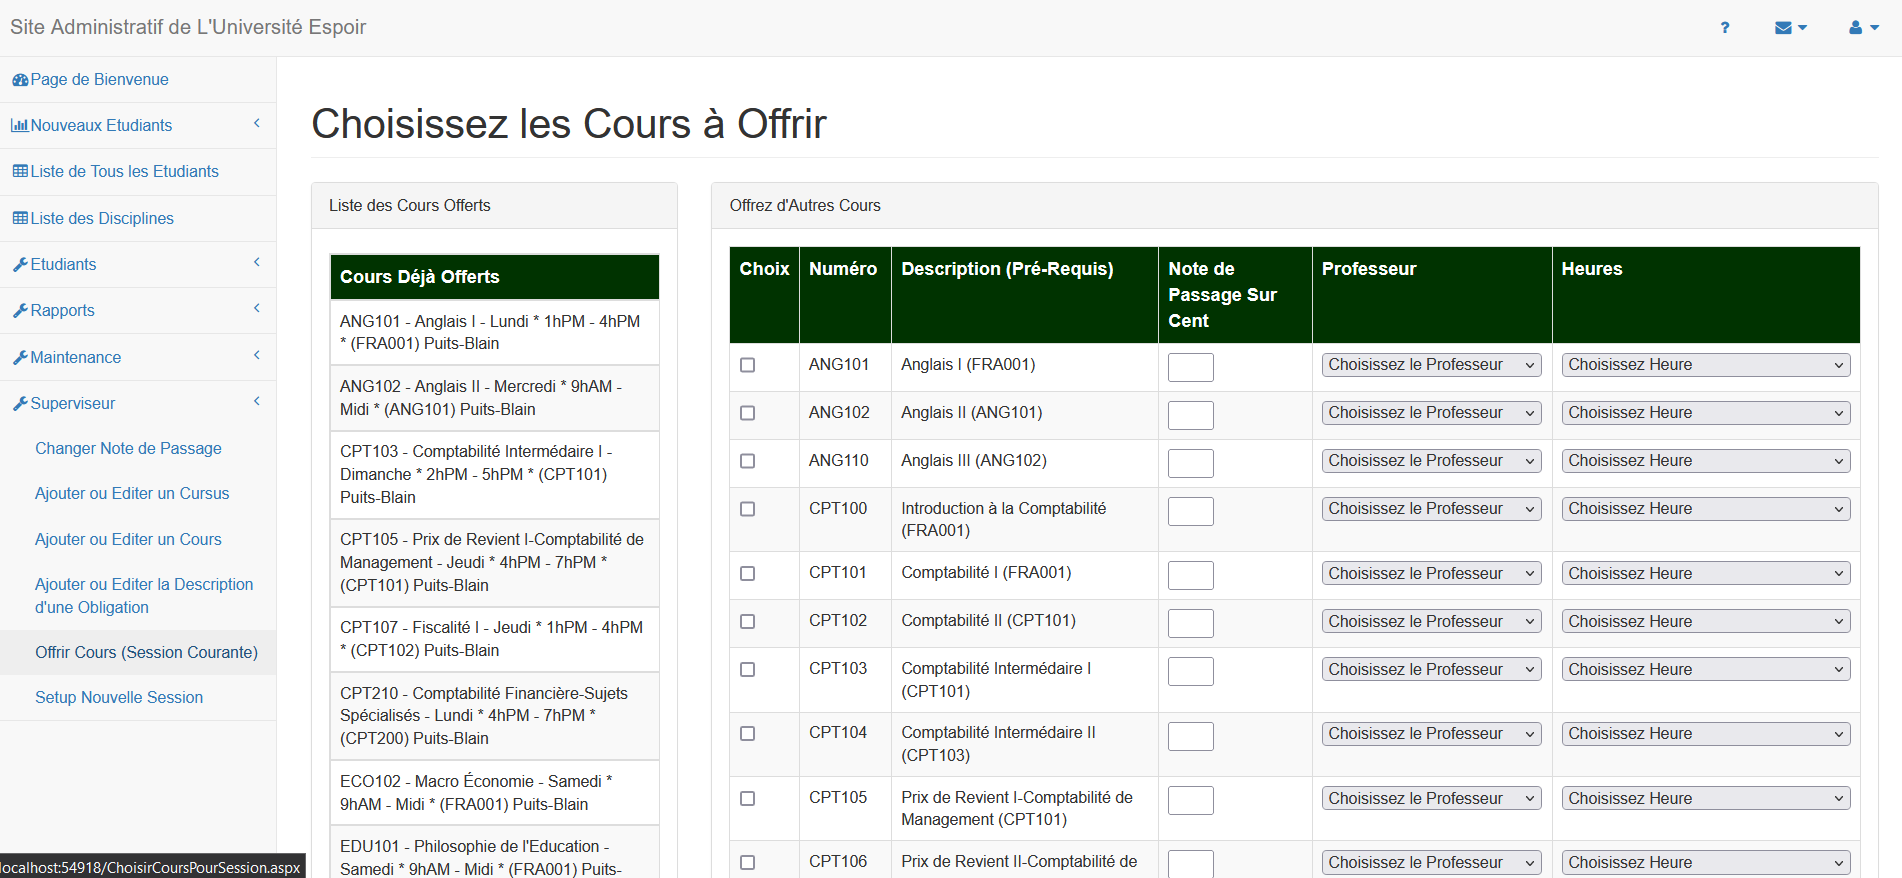 Site Administratif de L'Université Espoir
?
Page de Bienvenue
Nouveaux Etudiants
Liste de Tous les Etudiants
Liste des Disciplines
Etudiants
Rapports
Maintenance
Superviseur
Changer Note de Passage
Ajouter ou Editer un Cursus
Ajouter ou Editer un Cours
Ajouter ou Editer la Description
d'une Obligation
Offrir Cours (Session Courante)
Setup Nouvelle Session
localhost:54918/ChoisirCoursPourSession.aspx
Choisissez les Cours à Offrir
Liste des Cours Offerts
Cours Déjà Offerts
ANG101 - Anglais I - Lundi * 1hPM - 4hPM
* (FRA001) Puits-Blain
ANG102 - Anglais II - Mercredi * 9hAM -
Midi * (ANG101) Puits-Blain
CPT103 - Comptabilité Intermédaire I -
Dimanche * 2hPM - 5hPM * (CPT101)
Puits-Blain
CPT105 - Prix de Revient I-Comptabilité de
Management - Jeudi * 4hPM - 7hPM *
(CPT101) Puits-Blain
CPT107 - Fiscalité I - Jeudi * 1hPM - 4hPM
* (CPT102) Puits-Blain
CPT210 - Comptabilité Financière-Sujets
Spécialisés - Lundi * 4hPM - 7hPM *
(CPT200) Puits-Blain
ECO102 - Macro Économie - Samedi *
9hAM - Midi * (FRA001) Puits-Blain
EDU101 - Philosophie de l'Education -
Samedi * 9hAM - Midi * (FRA001) Puits-
Offrez d'Autres Cours
Choix Numéro Description (Pré-Requis) Note de Passage Sur Cent Professeur Heures
ANG101 Anglais I (FRA001) Choisissez le Professeur Choisissez Heure
ANG102 Anglais II (ANG101) Choisissez le Professeur Choisissez Heure
ANG110 Anglais III (ANG102) Choisissez le Professeur Choisissez Heure
CPT100 Introduction à la Comptabilité (FRA001) Choisissez le Professeur Choisissez Heure
CPT101 Comptabilité I (FRA001) Choisissez le Professeur Choisissez Heure
CPT102 Comptabilité II (CPT101) Choisissez le Professeur Choisissez Heure
CPT103 Comptabilité Intermédaire I (CPT101) Choisissez le Professeur Choisissez Heure
CPT104 Comptabilité Intermédaire II (CPT103) Choisissez le Professeur Choisissez Heure
CPT105 Prix de Revient I-Comptabilité de Management (CPT101) Choisissez le Professeur Choisissez Heure
CPT106 Prix de Revient II-Comptabilité de Choisissez le Professeur Choisissez Heure